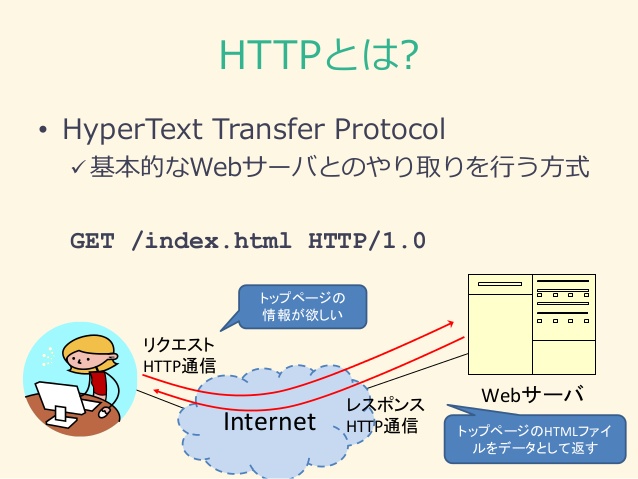 HTTPとは?
• HyperText Transfer Protocol
✓基本的なWebサーバとのやり取りを行う方式
GET /index.html HTTP/1.0
トップページの
情報が欲しい
リクエスト
HTTP通信
Internet
レスポンス
HTTP通信
Webサーバ
トップページのHTMLファイ
ルをデータとして返す